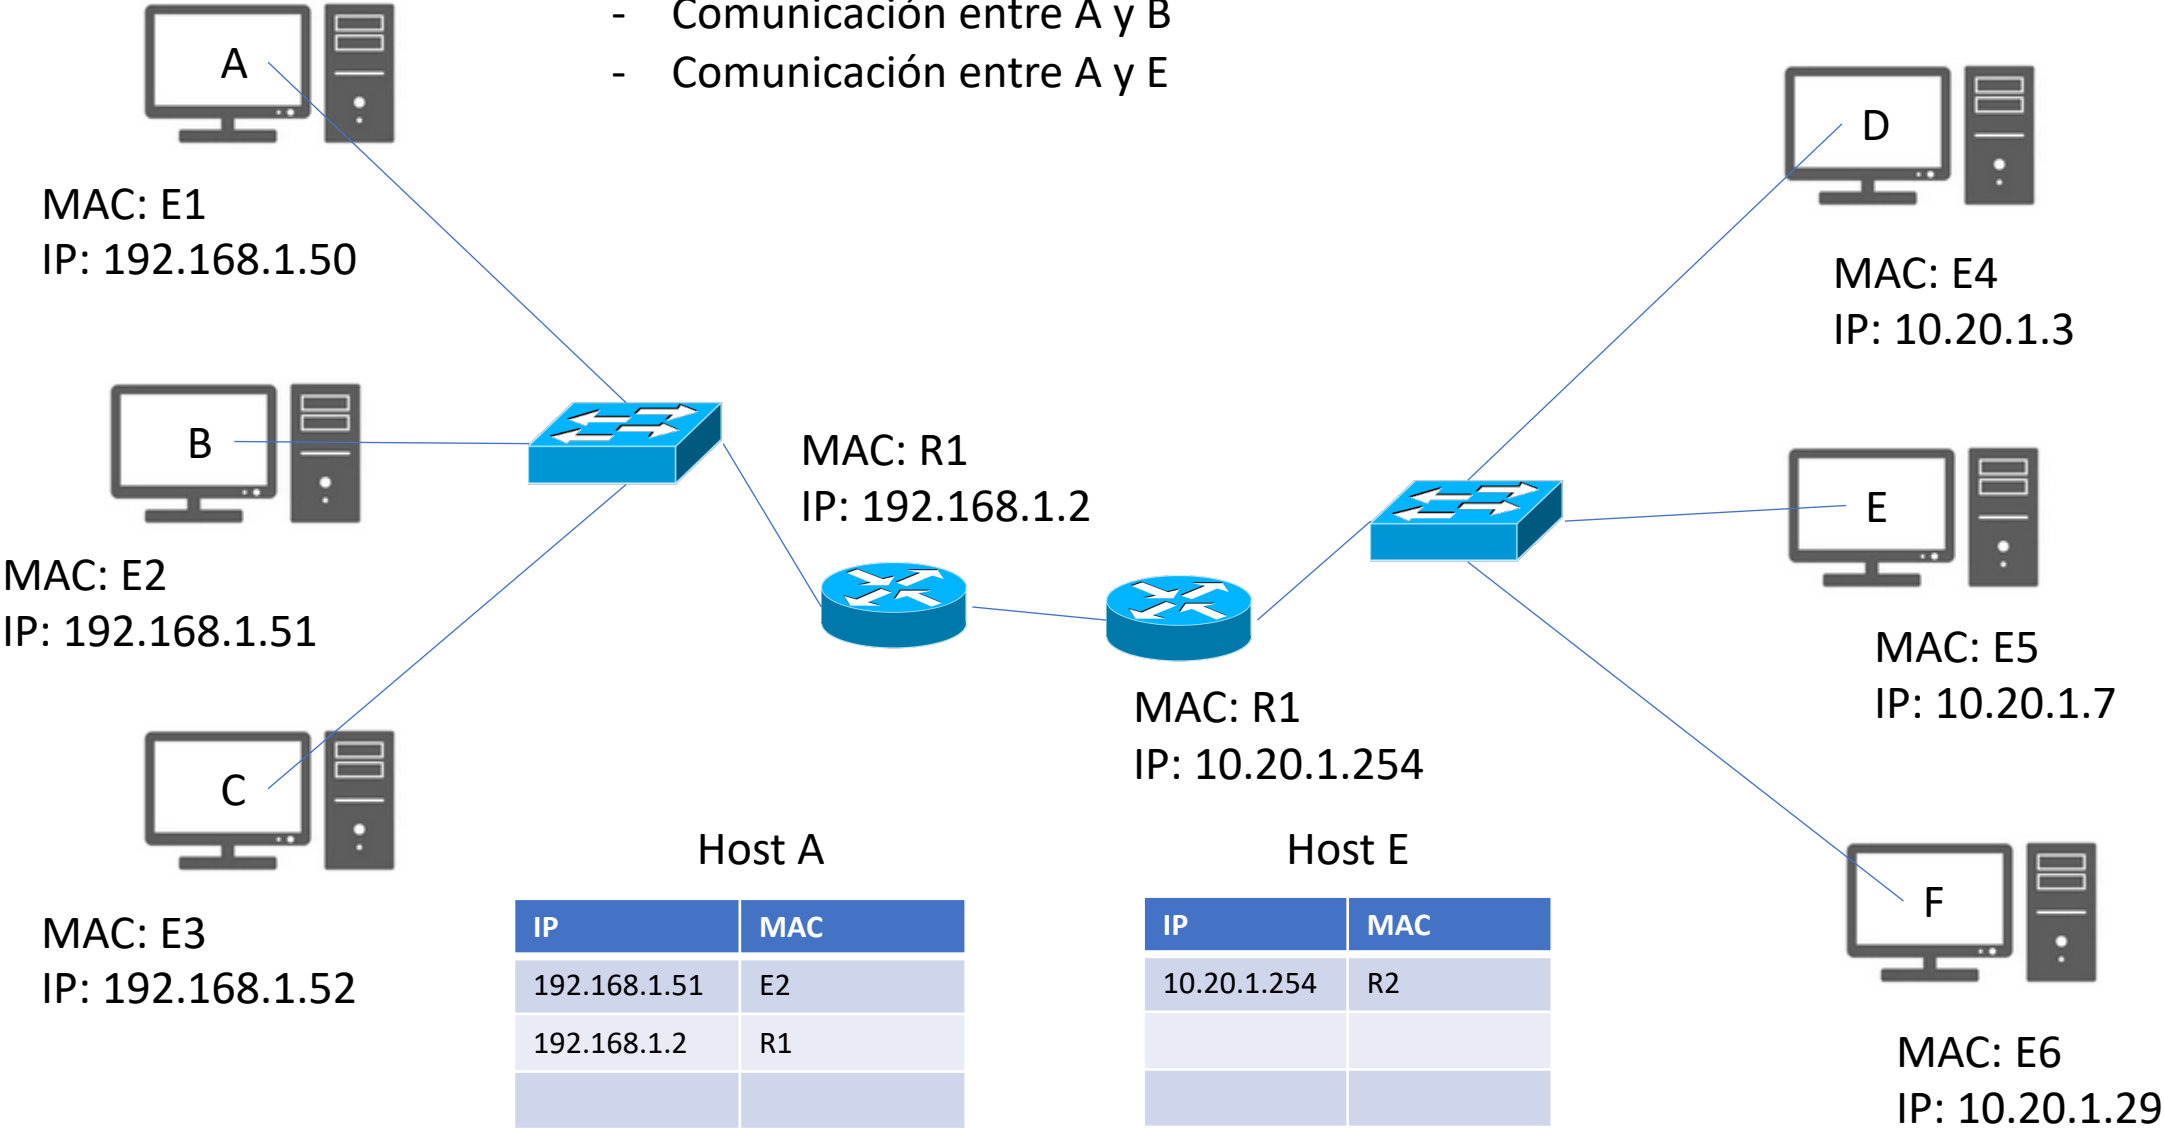 - Comunicación entre A y B
- Comunicación entre A y E
A
MAC: E1
IP: 192.168.1.50
B
MAC: E2
IP: 192.168.1.51
C
MAC: E3
IP: 192.168.1.52
MAC: R1
IP: 192.168.1.2
MAC: R1
IP: 10.20.1.254
D
MAC: E4
IP: 10.20.1.3
E
MAC: E5
IP: 10.20.1.7
F
MAC: E6
IP: 10.20.1.29
Host A
IP MAC
192.168.1.51 E2
192.168.1.2 R1
Host E
IP MAC
10.20.1.254 R2